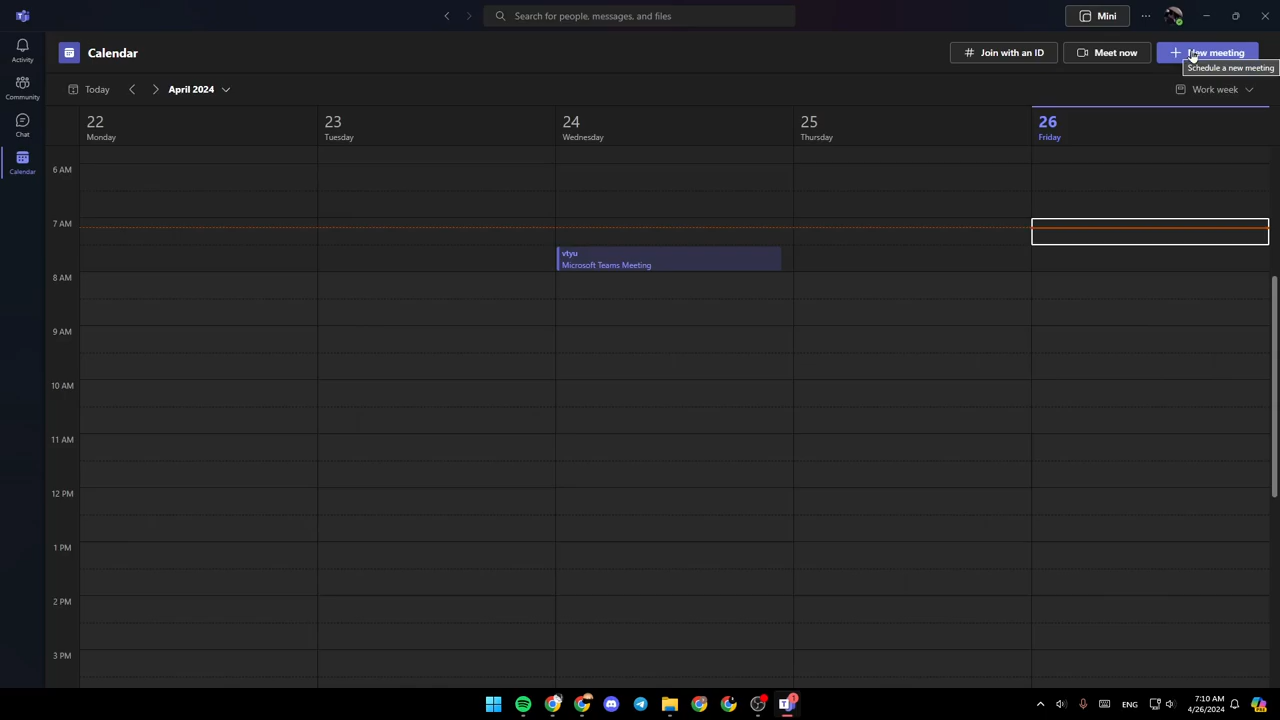 Search for people, messages, and files
Mini
Activity
Community
Chat
Calendar
Calendar
Join with an ID
Meet now
New meeting
Schedule a new meeting
Today
April 2024
Work week
22
Monday
23
Tuesday
24
Wednesday
25
Thursday
26
Friday
6 AM
7 AM
8 AM
9 AM
10 AM
11 AM
12 PM
1 PM
2 PM
3 PM
vtyu
Microsoft Teams Meeting
ENG
7:10 AM
4/26/2024